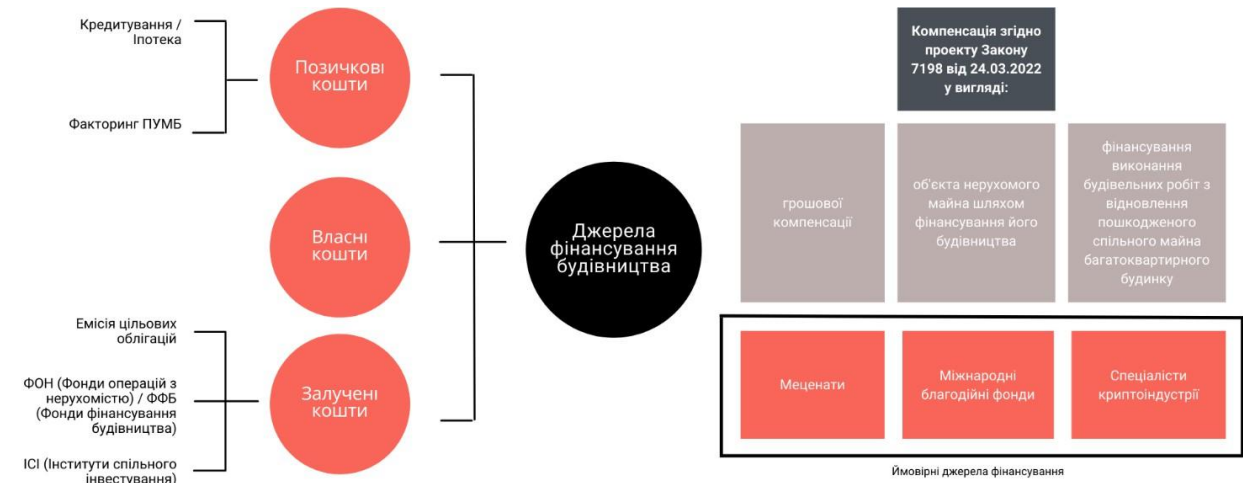 Кредитування /
Іпотека
Факторинг ПУМБ
Позичкові
кошти
Власні
кошти
Емісія цільових
облігацій
ФОН (Фонди операцій з
нерухомістю) / ФФБ
(Фонди фінансування
будівництва)
ІСІ (Інститути спільного
інвестування)
Залучені
кошти
Джерела
фінансування
будівництва
Компенсація згідно
проекту Закону
7198 від 24.03.2022
у вигляді:
грошової
компенсації
об'єкта нерухомого
майна шляхом
фінансування його
будівництва
фінансування
виконання
будівельних робіт з
відновлення
пошкодженого
спільного майна
багатоквартирного
будинку
Меценати
Міжнародні
благодійні фонди
Спеціалісти
криптоіндустрії
Ймовірні джерела фінансування